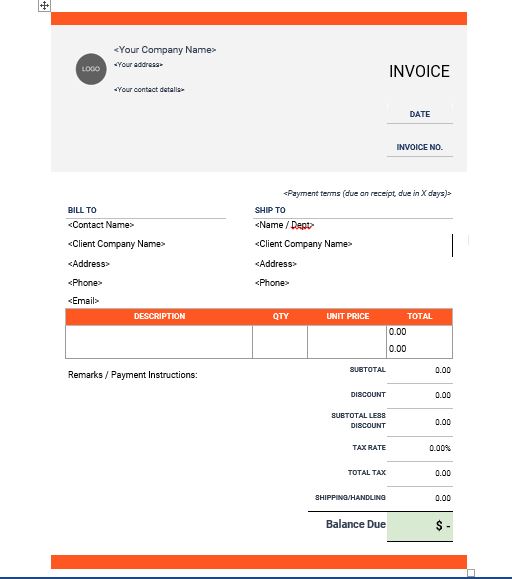 <Your Company Name>
LOGO
<Your address>
INVOICE
<Your contact details>
DATE
INVOICE NO.
<Payment terms (due on receipt, due in X days)>
BILL TO SHIP TO
<Contact Name> <Name / Dept>
<Client Company Name> <Client Company Name>
<Address> <Address>
<Phone> <Phone>
<Email>
DESCRIPTION QTY UNIT PRICE TOTAL
0.00
0.00
Remarks / Payment Instructions:
SUBTOTAL 0.00
DISCOUNT 0.00
SUBTOTAL LESS
DISCOUNT 0.00
TAX RATE 0.00%
TOTAL TAX 0.00
SHIPPING/HANDLING 0.00
Balance Due $ -